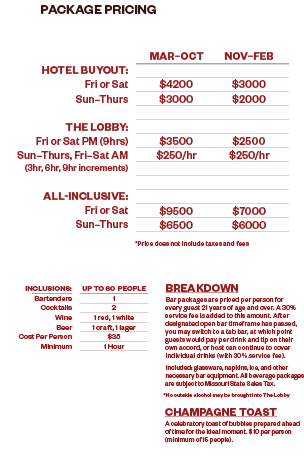 PACKAGE PRICING
MAR–OCT NOV–FEB
HOTEL BUYOUT:
Fri or Sat $4200 $3000
Sun–Thurs $3000 $2000
THE LOBBY:
Fri or Sat PM (9hrs) $3500 $2500
Sun–Thurs, Fri–Sat AM $250/hr $250/hr
(3hr, 6hr, 9hr increments)
ALL-INCLUSIVE:
Fri or Sat $9500 $7000
Sun–Thurs $6500 $6000
*Price does not include taxes and fees
INCLUSIONS: UP TO 60 PEOPLE
Bartenders 1
Cocktails 2
Wine 1 red, 1 white
Beer 1 craft, 1 lager
Cost Per Person $35
Minimum 1 Hour
BREAKDOWN
Bar package are priced per person for
every guest 21 years of age and over. A 30%
service fee is added to this amount. After
designated open bar timeframe has passed,
you may switch to a tab bar, at which point
guests would pay per drink and tip on their
own accord, or host can continue to cover
individual drinks (with 30% service fee).
Included: glassware, napkins, ice, and other
necessary bar equipment. All beverage packages
are subject to Missouri State Sales Tax.
*No outside alcohol may be brought into The Lobby
CHAMPAGNE TOAST
A celebratory toast of bubbles prepared ahead
of time for the ideal moment. $10 per person
(minimum of 15 people).